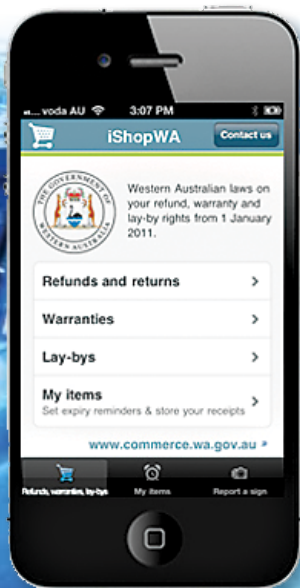 voda AU 3:07 PM
iShopWA
Contact us
THE GOVERNMENT OF
WESTERN AUSTRALIA
Western Australian laws on
your refund, warranty and
lay-by rights from 1 January
2011.
Refunds and returns
Warranties
Lay-bys
My items
Set expiry reminders & store your receipts
www.commerce.wa.gov.au
Refunds, warranties, lay-bys
My items
Report a sign